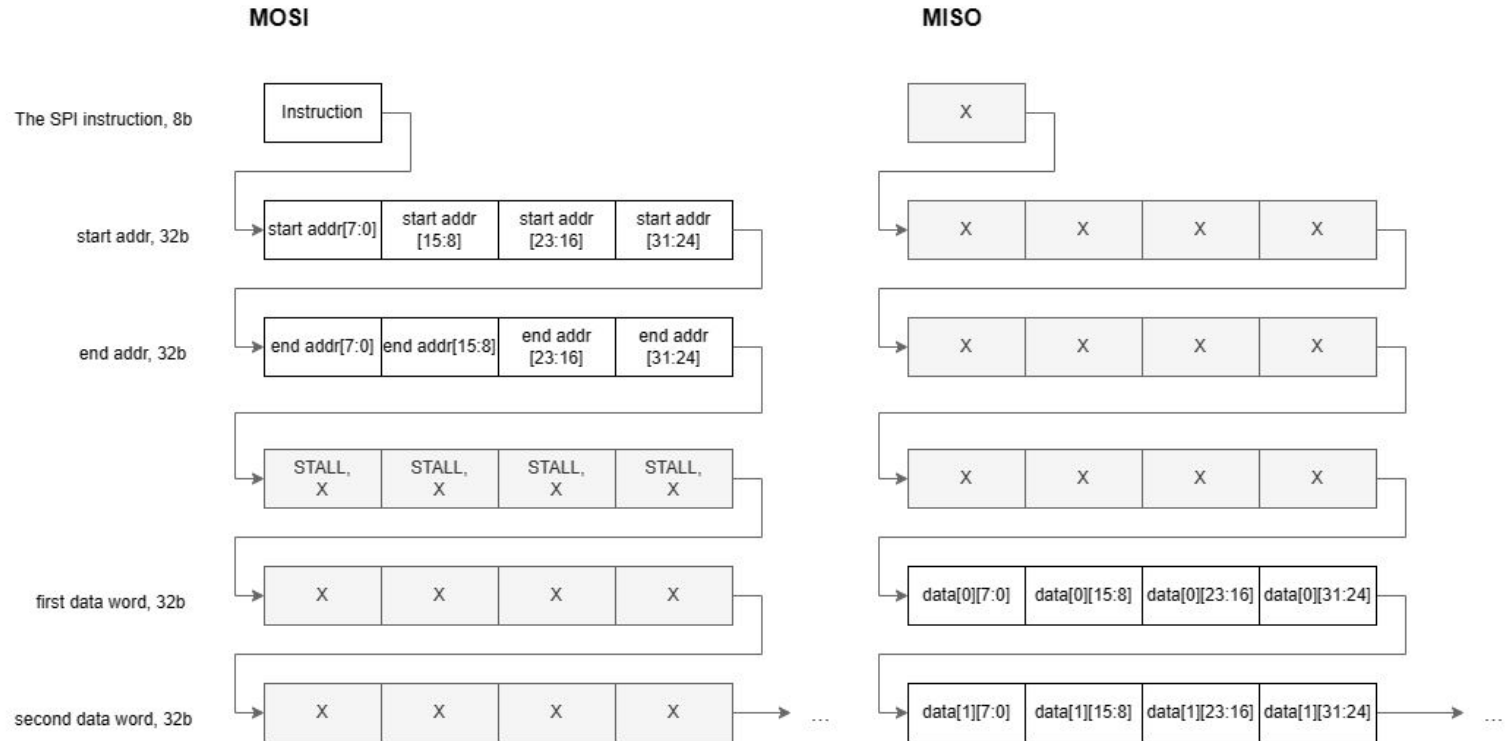 MOSI
MISO
The SPI instruction, 8b
Instruction
X
start addr, 32b
start addr[7:0]
start addr
[15:8]
start addr
[23:16]
start addr
[31:24]
X
X
X
X
end addr, 32b
end addr[7:0]
end addr[15:8]
end addr
[23:16]
end addr
[31:24]
X
X
X
X
STALL,
X
STALL,
X
STALL,
X
STALL,
X
X
X
X
X
first data word, 32b
X
X
X
X
data[0][7:0]
data[0][15:8]
data[0][23:16]
data[0][31:24]
second data word, 32b
X
X
X
X
...
data[1][7:0]
data[1][15:8]
data[1][23:16]
data[1][31:24]
...